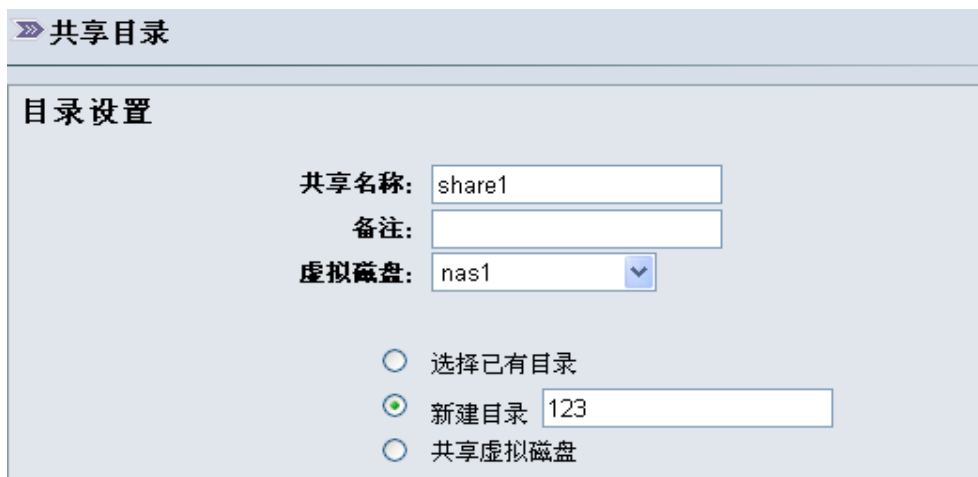 共享目录
目录设置
共享名称: share1
备注:
虚拟磁盘: nas1
选择已有目录
新建目录 123
共享虚拟磁盘